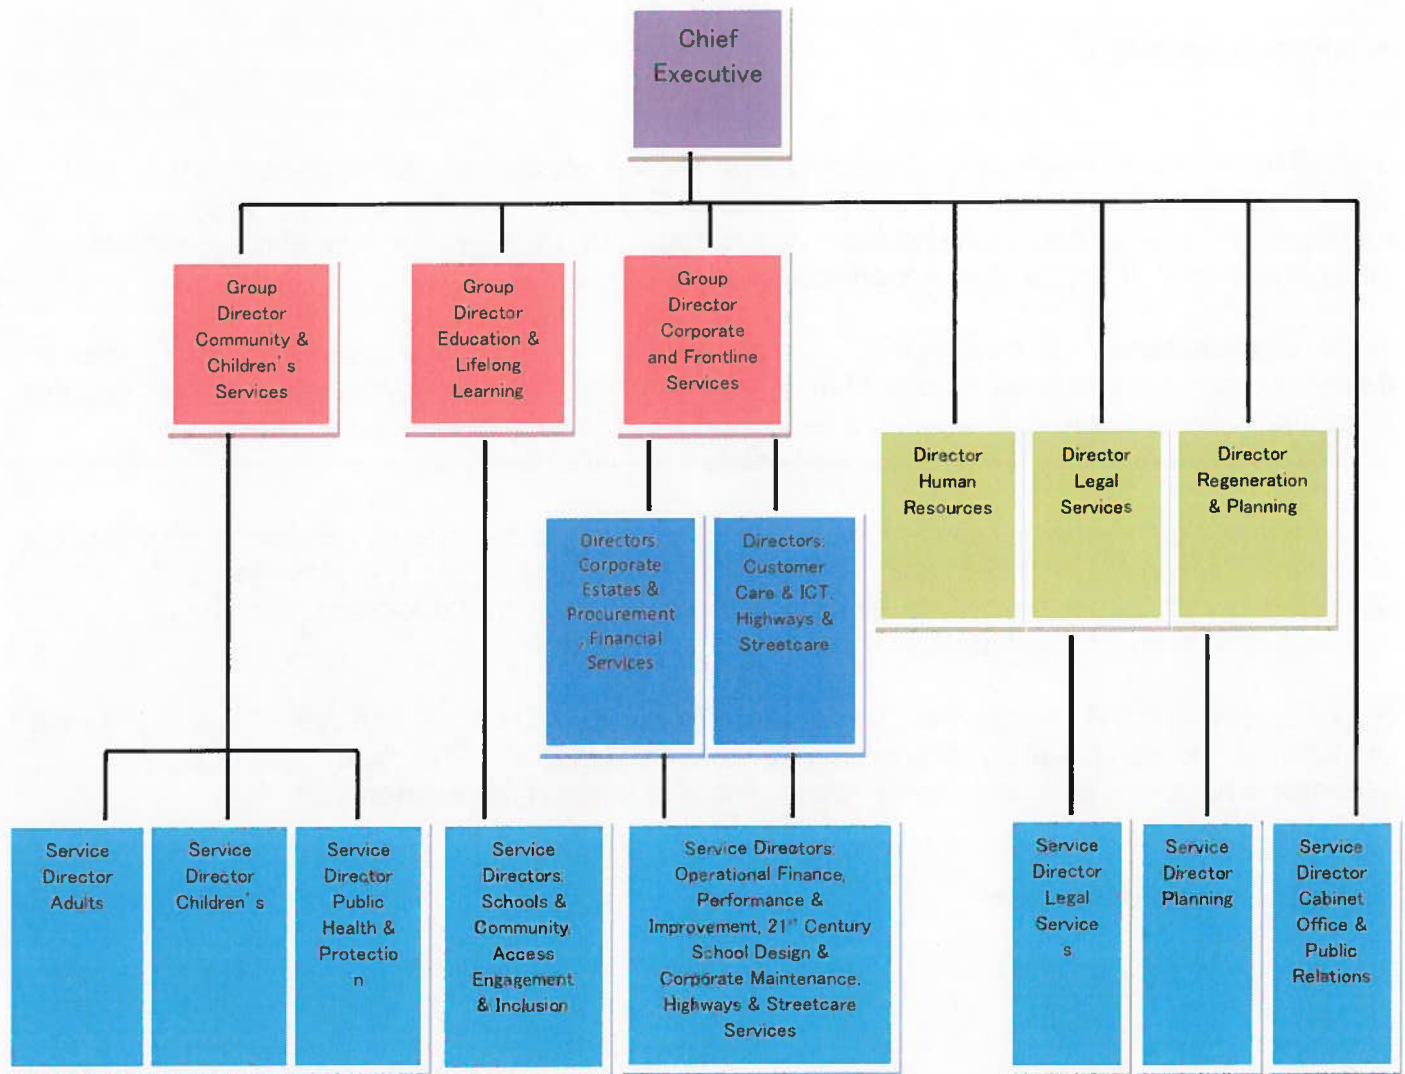 Chief
Executive
Group
Director
Community &
Children's
Services
Group
Director
Education &
Lifelong
Learning
Group
Director
Corporate
and Frontline
Services
Director
Human
Resources
Director
Legal
Services
Director
Regeneration
& Planning
Directors:
Corporate
Estates &
Procurement
, Financial
Services
Directors:
Customer
Care & ICT,
Highways &
Streetcare
Service
Director
Adults
Service
Director
Children's
Service
Director
Public
Health &
Protectio
n
Service
Directors:
Schools &
Community,
Access
Engagement
& Inclusion
Service Directors:
Operational Finance,
Performance &
Improvement, 21st Century
School Design &
Corporate Maintenance,
Highways & Streetcare
Services
Service
Director
Legal
Service
s
Service
Director
Planning
Service
Director
Cabinet
Office &
Public
Relations